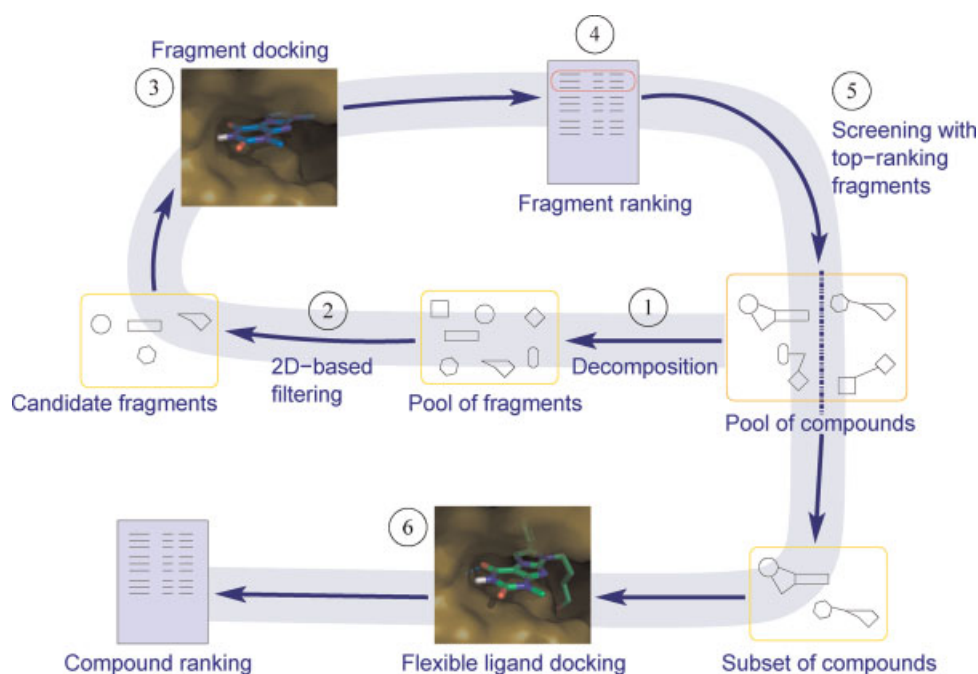 Fragment docking
3
4
5
Screening with
top-ranking
fragments
Fragment ranking
2
1
2D-based
filtering
Decomposition
Candidate fragments
Pool of fragments
Pool of compounds
6
Compound ranking
Flexible ligand docking
Subset of compounds